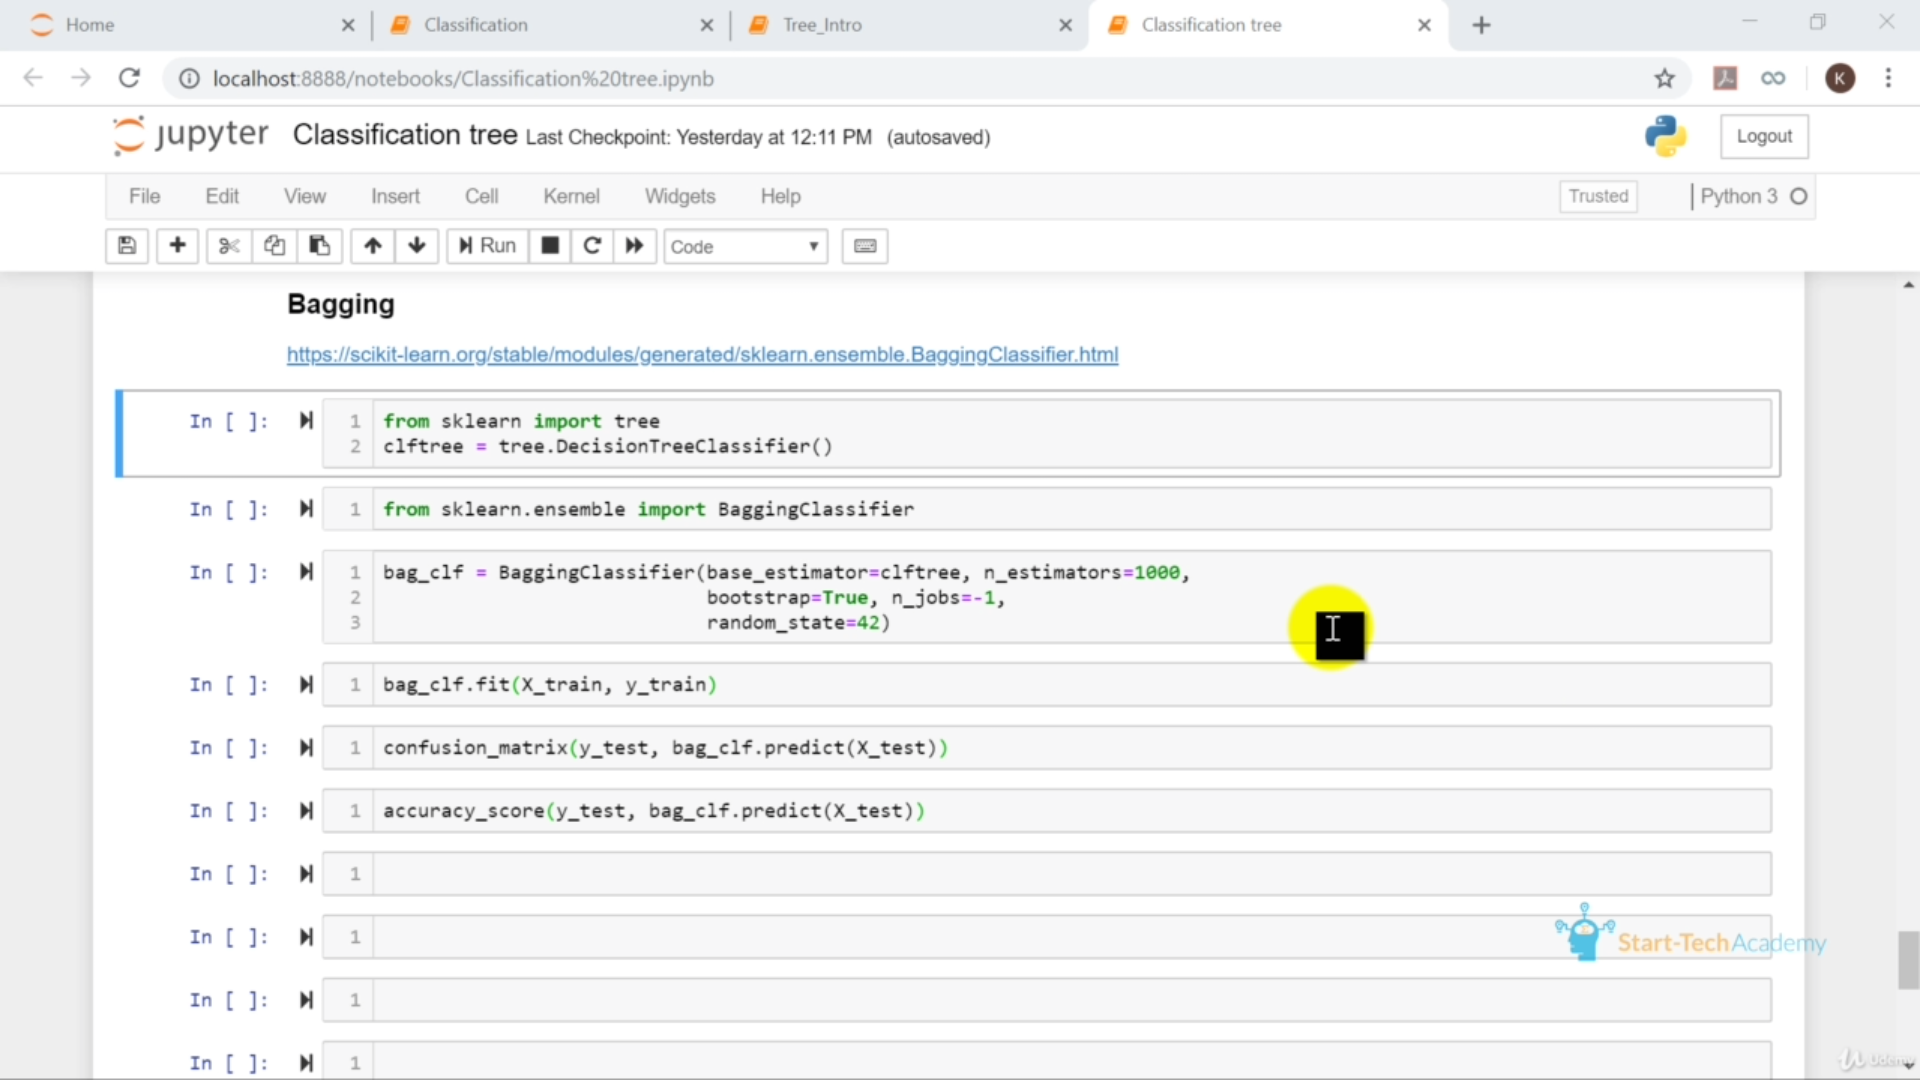 Home
Classification
Tree_Intro
Classification tree
localhost:8888/notebooks/Classification%20tree.ipynb
K
jupyter Classification tree Last Checkpoint: Yesterday at 12:11 PM (autosaved)
Logout
File Edit View Insert Cell Kernel Widgets Help
Trusted
Python 3
Run
Code
Bagging
https://scikit-learn.org/stable/modules/generated/sklearn.ensemble.BaggingClassifier.html
In [ ]: 1 from sklearn import tree
2 clftree = tree.DecisionTreeClassifier()
In [ ]: 1 from sklearn.ensemble import BaggingClassifier
In [ ]: 1 bag_clf = BaggingClassifier(base_estimator=clftree, n_estimators=1000,
2 bootstrap=True, n_jobs=-1,
3 random_state=42)
In [ ]: 1 bag_clf.fit(X_train, y_train)
In [ ]: 1 confusion_matrix(y_test, bag_clf.predict(X_test))
In [ ]: 1 accuracy_score(y_test, bag_clf.predict(X_test))
In [ ]: 1
In [ ]: 1
Start-TechAcademy
In [ ]: 1
In [ ]: 1
Udemy